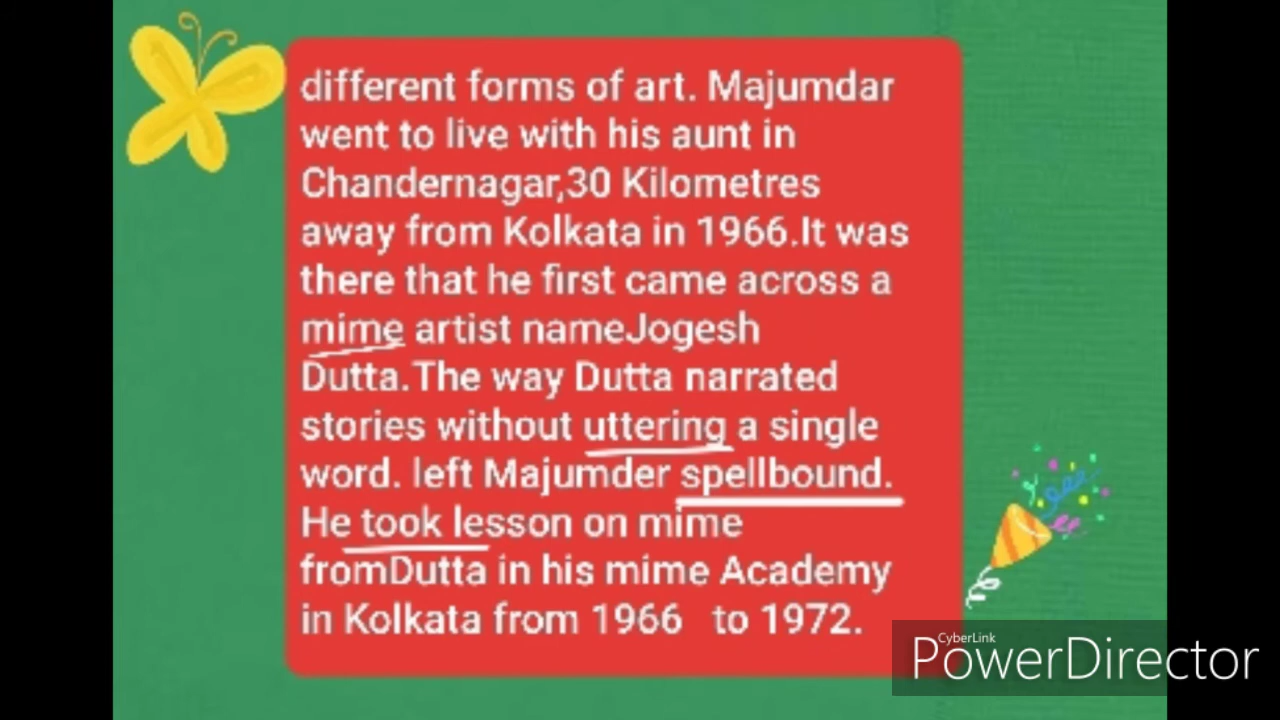 different forms of art. Majumdar
went to live with his aunt in
Chandernagar,30 Kilometres
away from Kolkata in 1966.It was
there that he first came across a
mime artist nameJogesh
Dutta.The way Dutta narrated
stories without uttering a single
word. left Majumder spellbound.
He took lesson on mime
fromDutta in his mime Academy
in Kolkata from 1966 to 1972.
CyberLink
PowerDirector